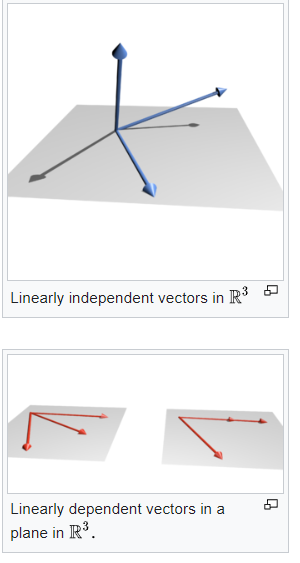 Linearly independent vectors in ℝ³
Linearly dependent vectors in a
plane in ℝ³.